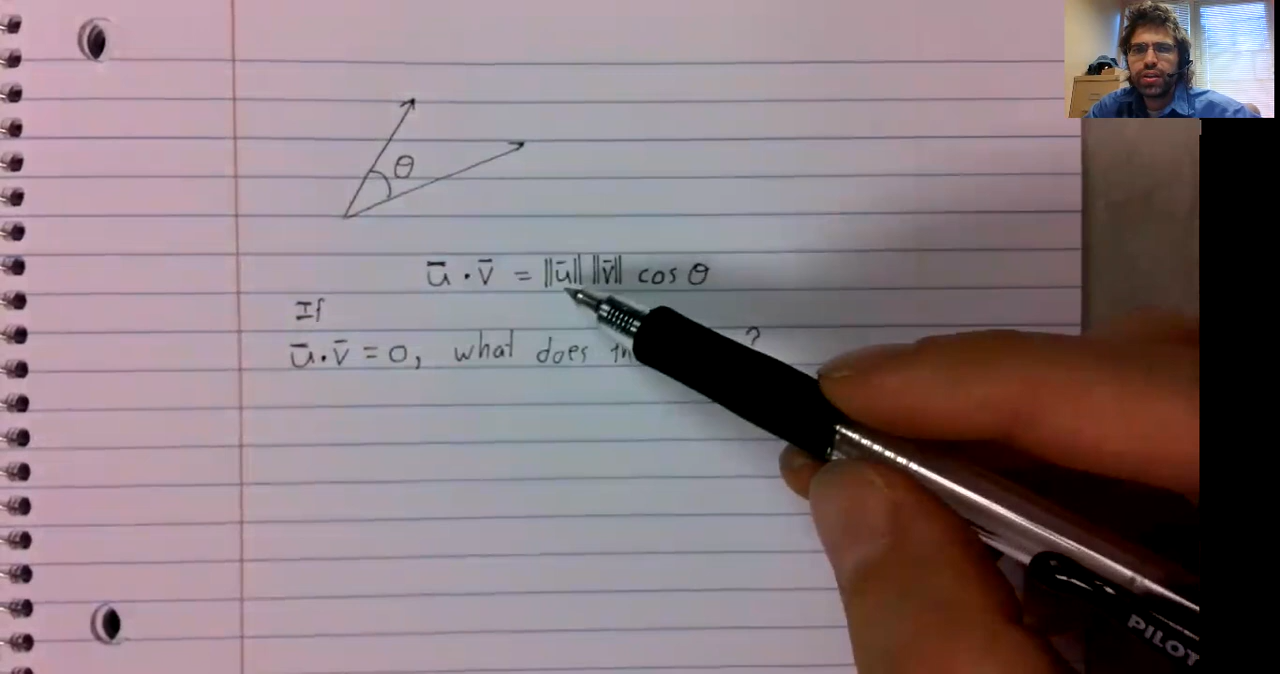 θ
ū · v̄ = ||ū|| ||v̄|| cos θ
If
ū · v̄ = 0, what does ?
PILOT